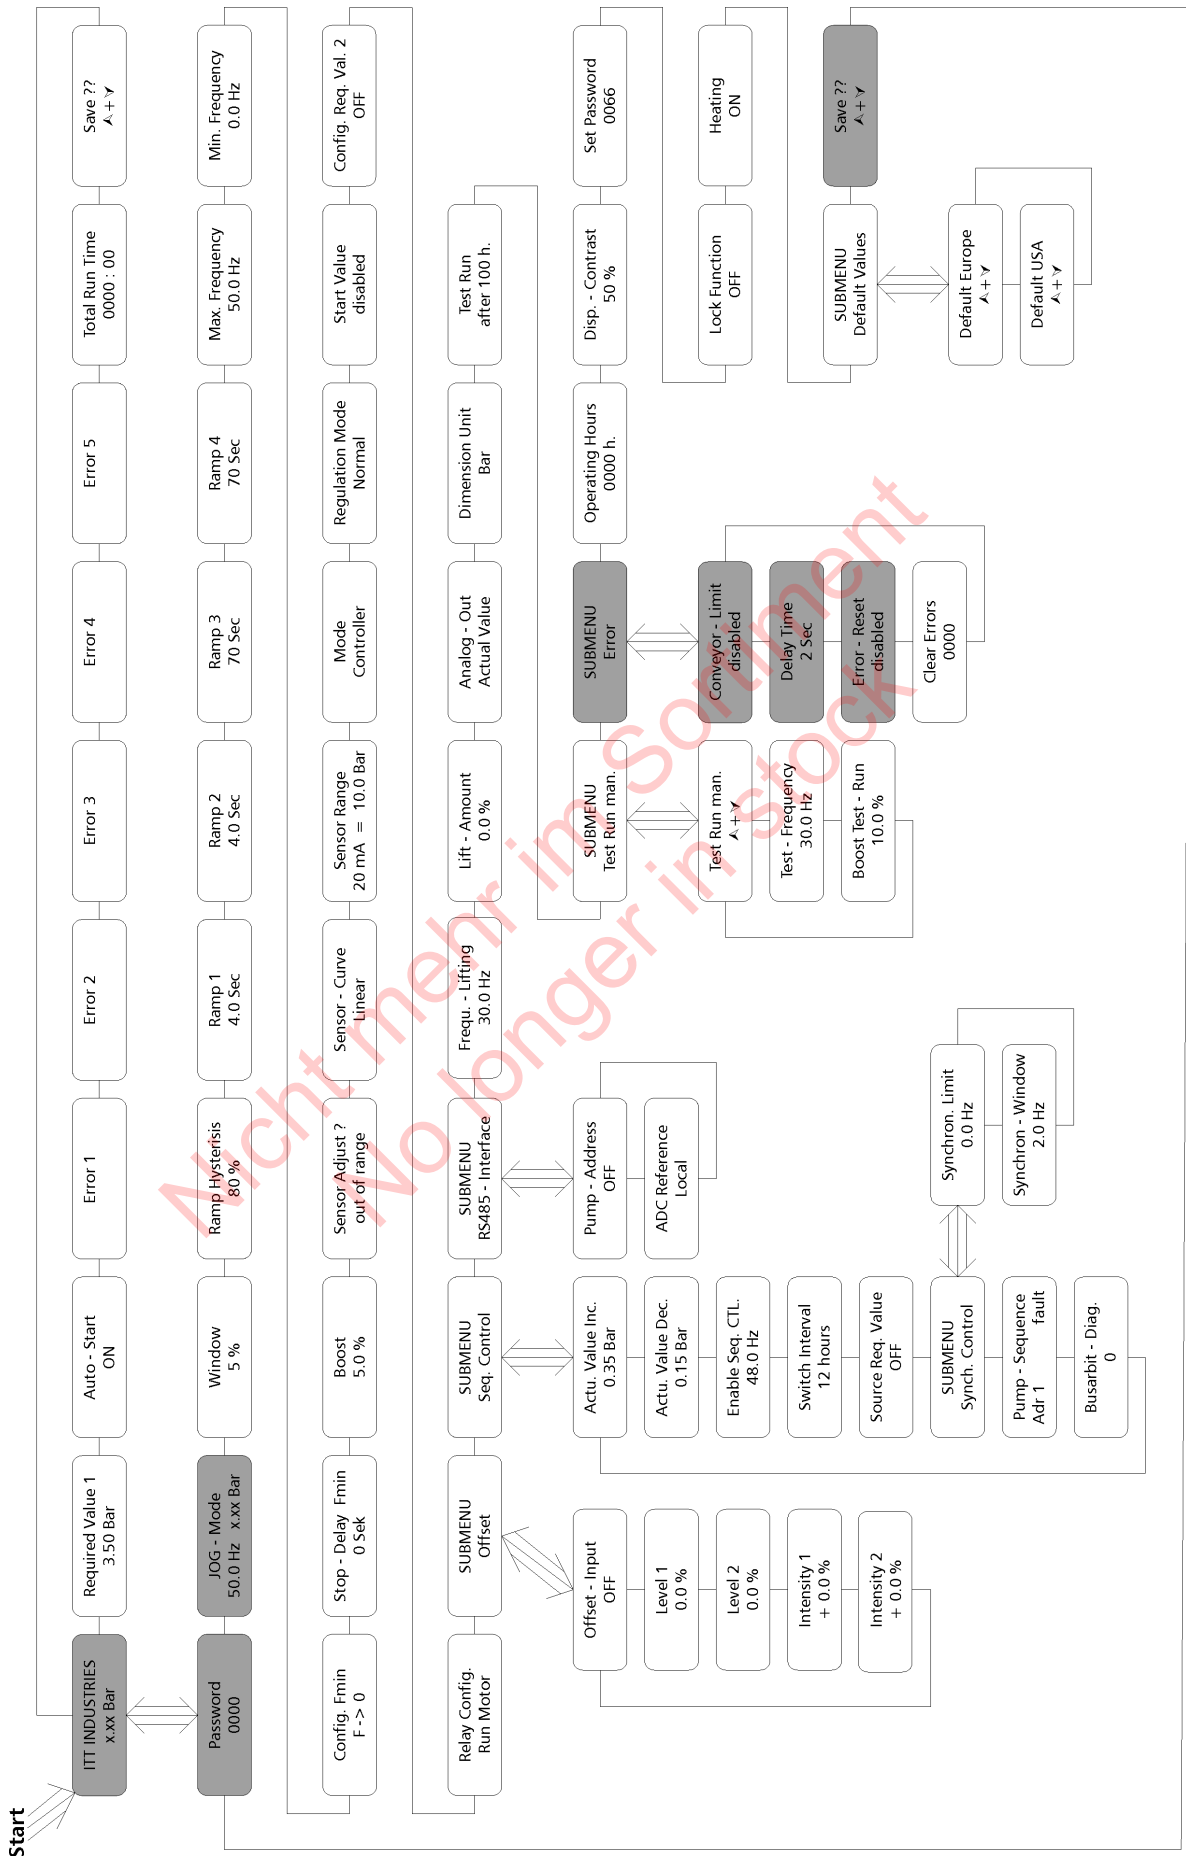 Start
ITT INDUSTRIES
x.xx Bar
Required Value 1
3.50 Bar
Auto - Start
ON
Error 1
Error 2
Error 3
Error 4
Error 5
Total Run Time
0000 : 00
Save ??
⮝+⮟
Password
0000
JOG - Mode
50.0 Hz x.xx Bar
Window
5 %
Ramp Hysterisis
80 %
Ramp 1
4.0 Sec
Ramp 2
4.0 Sec
Ramp 3
70 Sec
Ramp 4
70 Sec
Max. Frequency
50.0 Hz
Min. Frequency
0.0 Hz
Config. Fmin
F -> 0
Stop - Delay Fmin
0 Sek
Boost
5.0 %
Sensor Adjust ?
out of range
Sensor - Curve
Linear
Sensor Range
20 mA = 10.0 Bar
Mode
Controller
Regulation Mode
Normal
Start Value
disabled
Config. Req. Val. 2
OFF
Relay Config.
Run Motor
SUBMENU
Offset
SUBMENU
Seq. Control
SUBMENU
RS485 - Interface
Frequ. - Lifting
30.0 Hz
Lift - Amount
0.0 %
Analog - Out
Actual Value
Dimension Unit
Bar
Test Run
after 100 h.
Offset - Input
OFF
Level 1
0.0 %
Level 2
0.0 %
Intensity 1
+ 0.0 %
Intensity 2
+ 0.0 %
Actu. Value Inc.
0.35 Bar
Actu. Value Dec.
0.15 Bar
Enable Seq. CTL.
48.0 Hz
Switch Interval
12 hours
Source Req. Value
OFF
SUBMENU
Synch. Control
Pump - Sequence
Adr 1 fault
Busarbit - Diag.
0
Synchron. Limit
0.0 Hz
Synchron - Window
2.0 Hz
Pump - Address
OFF
ADC Reference
Local
SUBMENU
Test Run man.
Test Run man.
⮝+⮟
Test - Frequency
30.0 Hz
Boost Test - Run
10.0 %
SUBMENU
Error
Conveyor - Limit
disabled
Delay Time
2 Sec
Error - Reset
disabled
Clear Errors
0000
Operating Hours
0000 h.
Disp. - Contrast
50 %
Set Password
0066
Lock Function
OFF
Heating
ON
SUBMENU
Default Values
Save ??
⮝+⮟
Default Europe
⮝+⮟
Default USA
⮝+⮟
Nicht mehr im Sortiment
No longer in stock